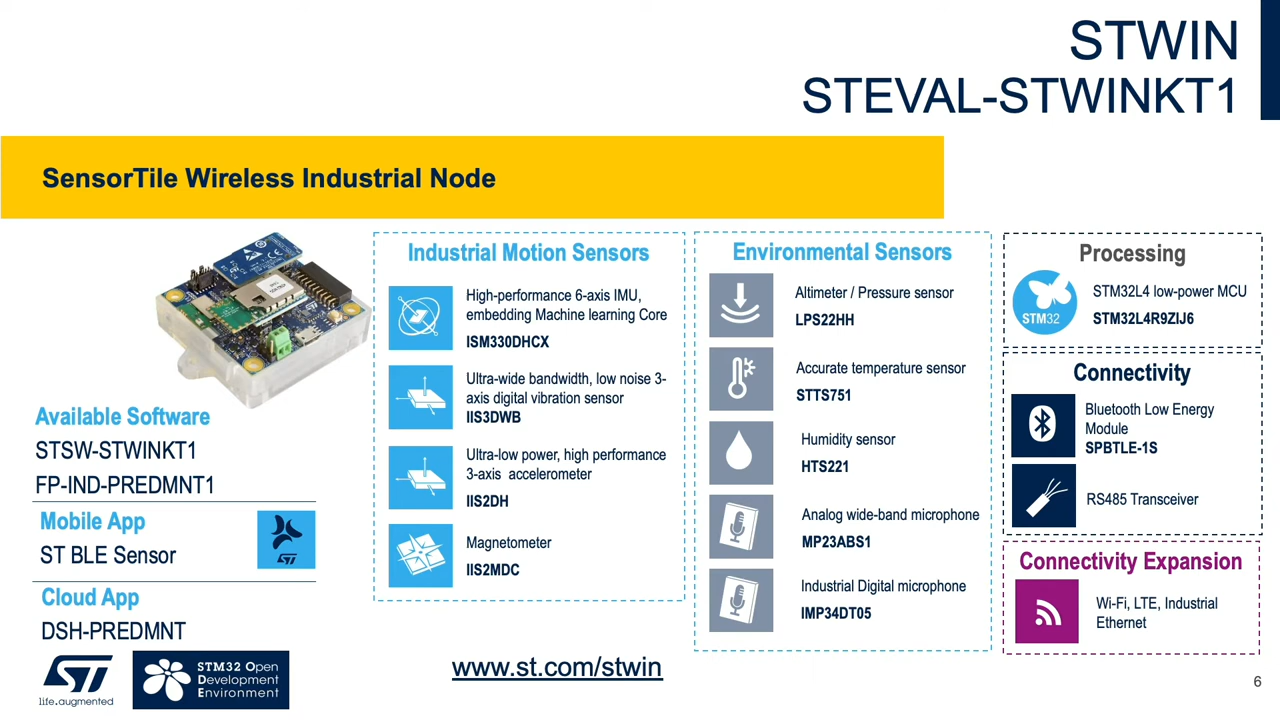 STWIN
STEVAL-STWINKT1
SensorTile Wireless Industrial Node
Available Software
STSW-STWINKT1
FP-IND-PREDMNT1
Mobile App
ST BLE Sensor
Cloud App
DSH-PREDMNT
life.augmented
STM32 Open
Development
Environment
Industrial Motion Sensors
High-performance 6-axis IMU,
embedding Machine learning Core
ISM330DHCX
Ultra-wide bandwidth, low noise 3-
axis digital vibration sensor
IIS3DWB
Ultra-low power, high performance
3-axis accelerometer
IIS2DH
Magnetometer
IIS2MDC
www.st.com/stwin
Environmental Sensors
Altimeter / Pressure sensor
LPS22HH
Accurate temperature sensor
STTS751
Humidity sensor
HTS221
Analog wide-band microphone
MP23ABS1
Industrial Digital microphone
IMP34DT05
Processing
STM32
STM32L4 low-power MCU
STM32L4R9ZIJ6
Connectivity
Bluetooth Low Energy
Module
SPBTLE-1S
RS485 Transceiver
Connectivity Expansion
Wi-Fi, LTE, Industrial
Ethernet
6